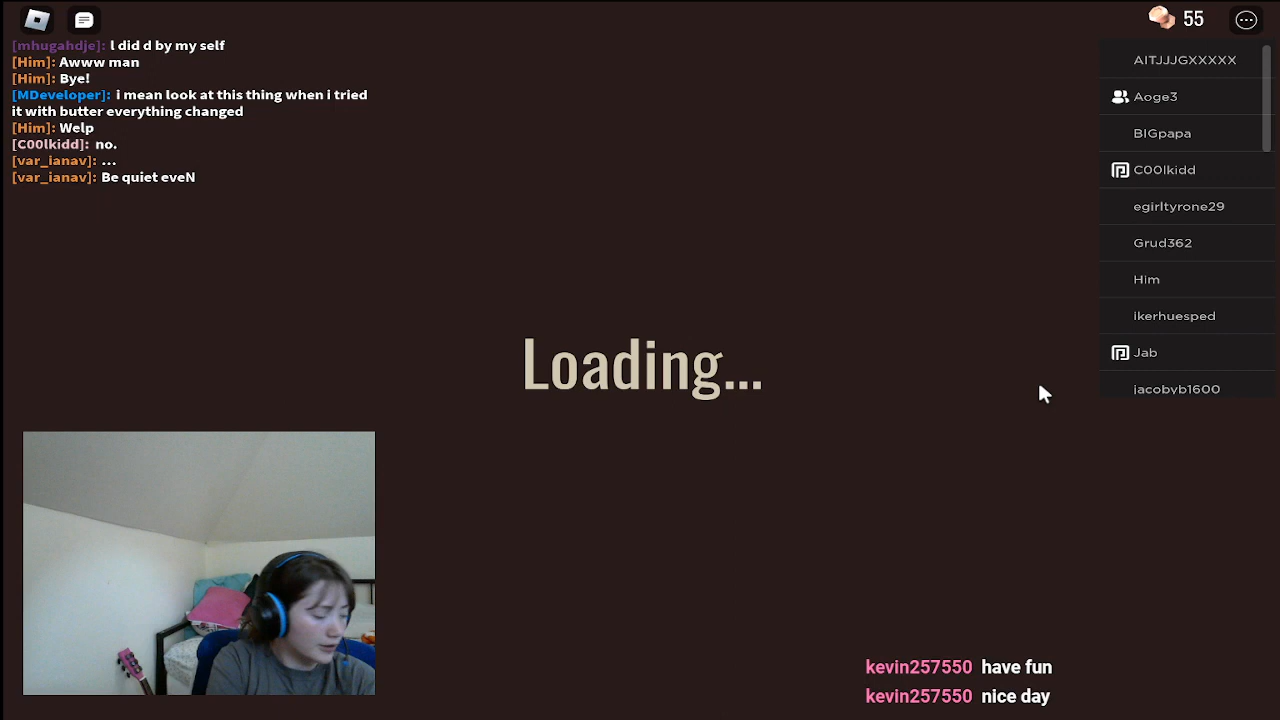 55
[mhugahdje]: l did d by my self
[Him]: Awww man
[Him]: Bye!
[MDeveloper]: i mean look at this thing when i tried
it with butter everything changed
[Him]: Welp
[C00lkidd]: no.
[var_ianav]: ...
[var_ianav]: Be quiet eveN
AITJJJGXXXXX
Aoge3
BIGpapa
C00lkidd
egirltyrone29
Grud362
Him
ikerhuesped
Jab
jacobyb1600
Loading...
kevin257550 have fun
kevin257550 nice day